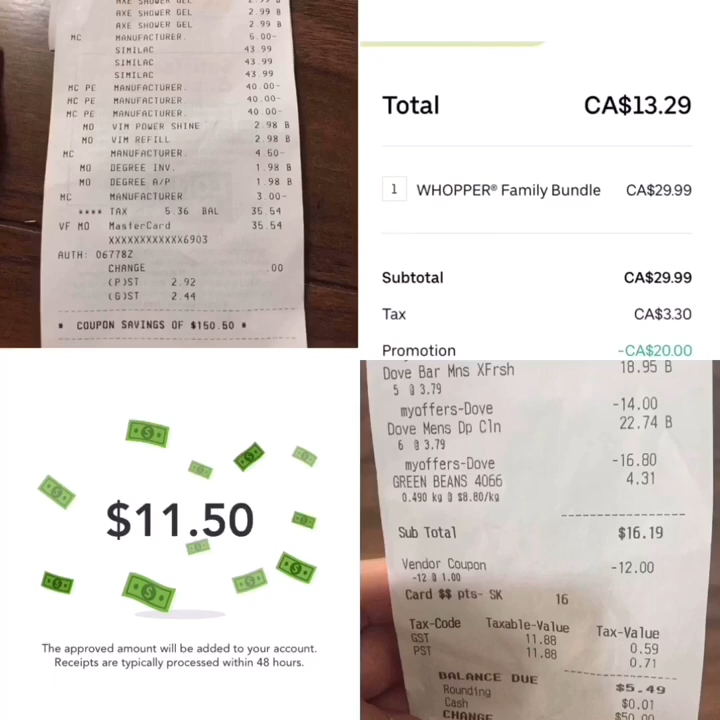 AXE SHOWER GEL 2.99 B
AXE SHOWER GEL 2.99 B
AXE SHOWER GEL 2.99 B
MC MANUFACTURER. 5.00-
SIMILAC 43.99
SIMILAC 43.99
SIMILAC 43.99
MC PE MANUFACTURER. 40.00-
MC PE MANUFACTURER. 40.00-
MC PE MANUFACTURER. 40.00-
MO VIM POWER SHINE 2.98 B
MO VIM REFILL 2.98 B
MC MANUFACTURER. 4.50-
MO DEGREE INV. 1.98 B
MO DEGREE A/P 1.98 B
MC MANUFACTURER 3.00-
**** TAX 5.36 BAL 35.54
VF MO MasterCard 35.54
XXXXXXXXXXXX6903
AUTH: 06778Z
CHANGE .00
(P)ST 2.92
(G)ST 2.44
* COUPON SAVINGS OF $150.50 *
Total CA$13.29
1 WHOPPER® Family Bundle CA$29.99
Subtotal CA$29.99
Tax CA$3.30
Promotion -CA$20.00
$11.50
The approved amount will be added to your account.
Receipts are typically processed within 48 hours.
Dove Bar Mns XFrsh 18.95 B
5 @ 3.79
myoffers-Dove -14.00
Dove Mens Dp Cln 22.74 B
6 @ 3.79
myoffers-Dove -16.80
GREEN BEANS 4066 4.31
0.490 kg @ $8.80/kg
Sub Total $16.19
Vendor Coupon -12.00
-12 @ 1.00
Card $$ pts- SK 16
Tax-Code Taxable-Value Tax-Value
GST 11.88 0.59
PST 11.88 0.71
BALANCE DUE $5.49
Rounding $0.01
Cash $50.00
CHANGE